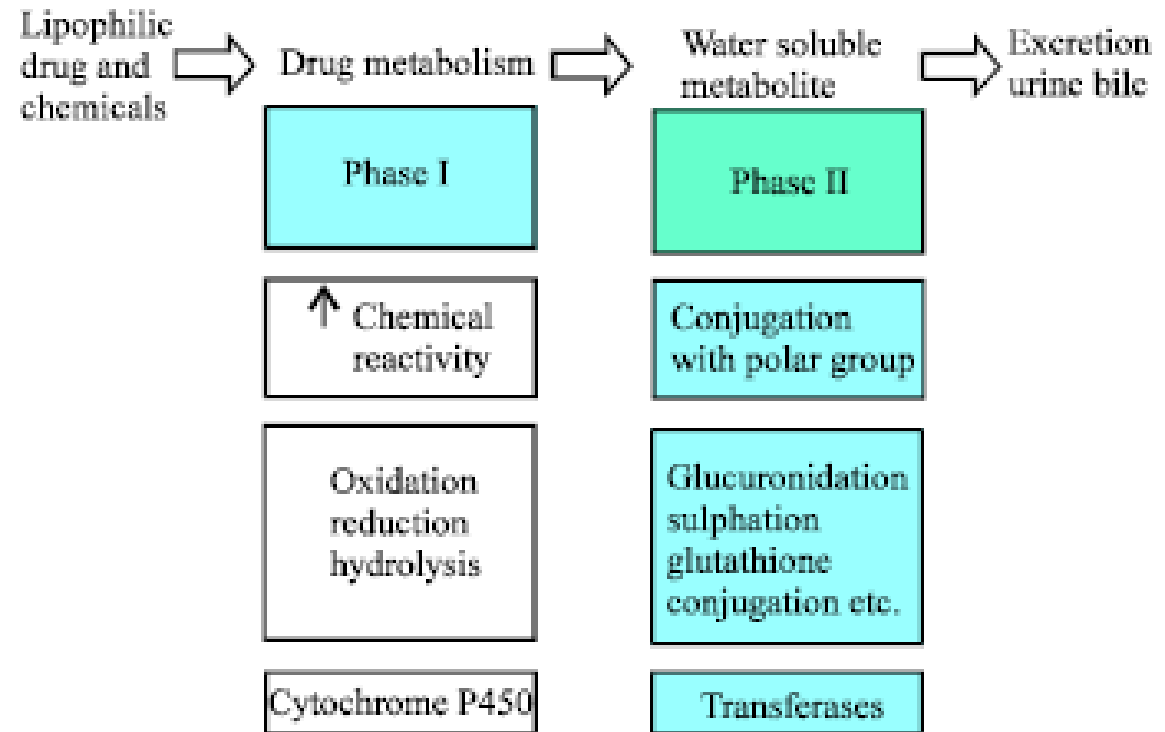 Lipophilic
drug and
chemicals
Drug metabolism
Water soluble
metabolite
Excretion
urine bile
Phase I
Phase II
↑ Chemical
reactivity
Conjugation
with polar group
Oxidation
reduction
hydrolysis
Glucuronidation
sulphation
glutathione
conjugation etc.
Cytochrome P450
Transferases